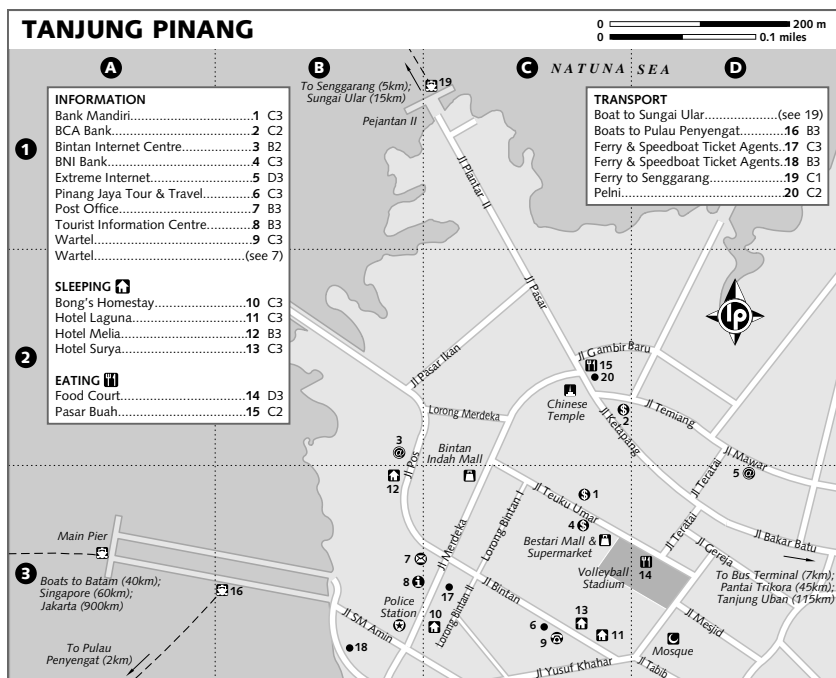 TANJUNG PINANG
0 200 m
0 0.1 miles
A
B
C
D
NATUNA SEA
To Senggarang (5km);
Sungai Ular (15km)
19
Pejantan II
INFORMATION
Bank Mandiri.....1 C3
BCA Bank.....2 C2
Bintan Internet Centre.....3 B2
BNI Bank.....4 C3
Extreme Internet.....5 D3
Pinang Jaya Tour & Travel.....6 C3
Post Office.....7 B3
Tourist Information Centre.....8 B3
Wartel.....9 C3
Wartel.....(see 7)
SLEEPING
Bong's Homestay.....10 C3
Hotel Laguna.....11 C3
Hotel Melia.....12 B3
Hotel Surya.....13 C3
EATING
Food Court.....14 D3
Pasar Buah.....15 C2
TRANSPORT
Boat to Sungai Ular.....(see 19)
Boats to Pulau Penyengat.....16 B3
Ferry & Speedboat Ticket Agents..17 C3
Ferry & Speedboat Ticket Agents..18 B3
Ferry to Senggarang.....19 C1
Pelni.....20 C2
1
2
3
Jl Plantar II
Jl Pasar
lp
Jl Gambir Baru
15
20
Jl Pasar Ikan
Chinese
Temple
Jl Ketapang
$
2
Jl Temiang
Lorong Merdeka
3
@
Bintan
Indah Mall
Jl Pos
12
Jl Mawar
5 @
Jl Teratai
$ 1
Jl Teuku Umar
4 $
Bestari Mall &
Supermarket
Jl Teratai
Jl Gereja
Jl Bakar Batu
Lorong Bintan I
Jl Merdeka
Main Pier
Boats to Batam (40km);
Singapore (60km);
Jakarta (900km)
16
7
8
17
Volleyball
Stadium
14
To Bus Terminal (7km);
Pantai Trikora (45km);
Tanjung Uban (115km)
Jl Bintan
Lorong Bintan II
Police
Station
10
13
6
9
11
Jl Mesjid
Mosque
Jl SM Amin
18
To Pulau
Penyengat (2km)
Jl Yusuf Khahar
Jl Tabib